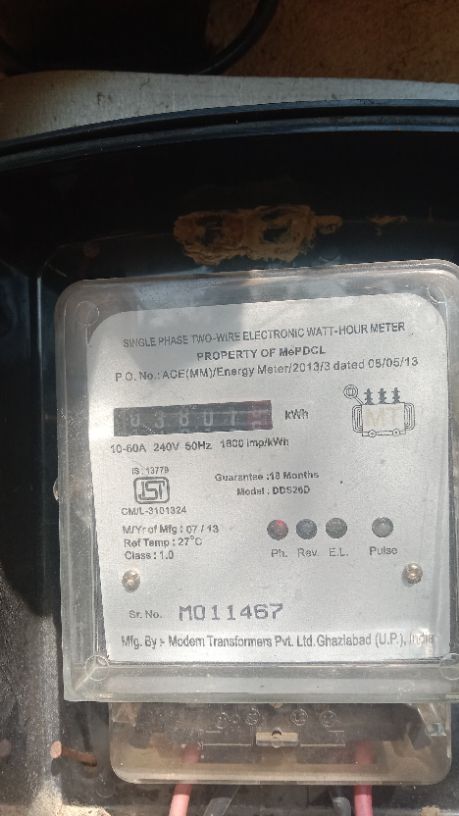 SINGLE PHASE TWO-WIRE ELECTRONIC WATT-HOUR METER
PROPERTY OF MePDCL
P.O. No.: ACE(MM)/Energy Meter/2013/3 dated 05/05/13
kWh
10-60A 240V 50Hz 1600 imp/kWh
IS : 13779
ISI
CM/L-3101324
Guarantee : 18 Months
Model : DDS26D
M/Yr of Mfg : 07 / 13
Ref Temp : 27°C
Class : 1.0
Ph. Rev. E.L. Pulse
Sr. No. M011467
Mfg. By :- Modern Transformers Pvt. Ltd. Ghaziabad (U.P.), India